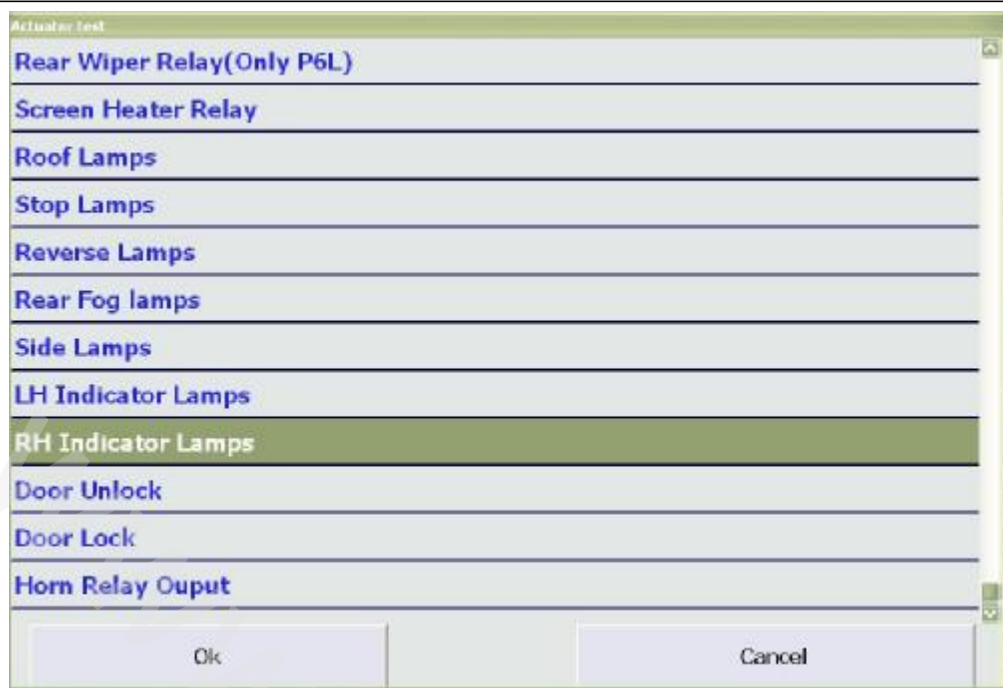 Actuator test
Rear Wiper Relay(Only P6L)
Screen Heater Relay
Roof Lamps
Stop Lamps
Reverse Lamps
Rear Fog lamps
Side Lamps
LH Indicator Lamps
RH Indicator Lamps
Door Unlock
Door Lock
Horn Relay Ouput
Ok
Cancel